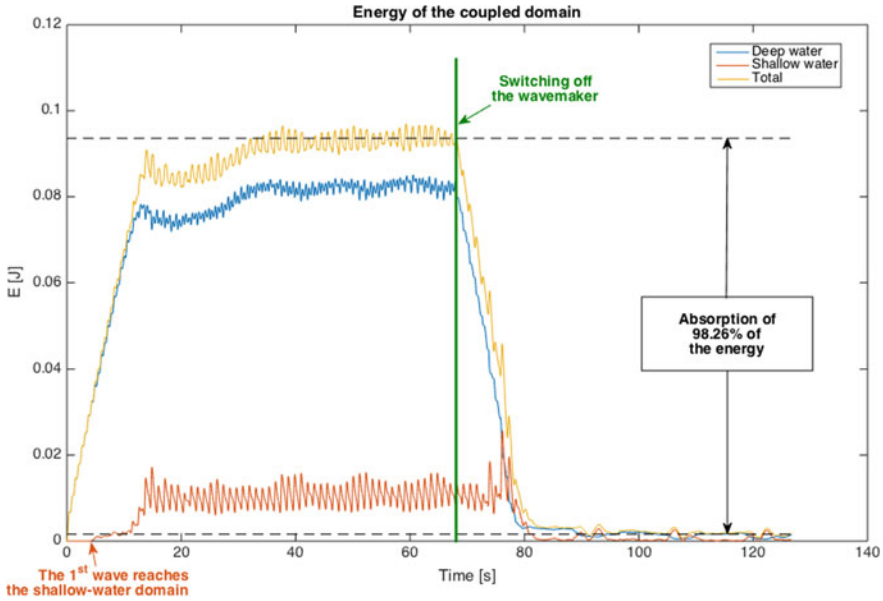 Energy of the coupled domain
0.12
0.1
0.08
0.06
0.04
0.02
0
E [J]
Deep water
Shallow water
Total
Switching off
the wavemaker
Absorption of
98.26% of
the energy
0
20
40
60
80
100
120
140
Time [s]
The 1st wave reaches
the shallow-water domain